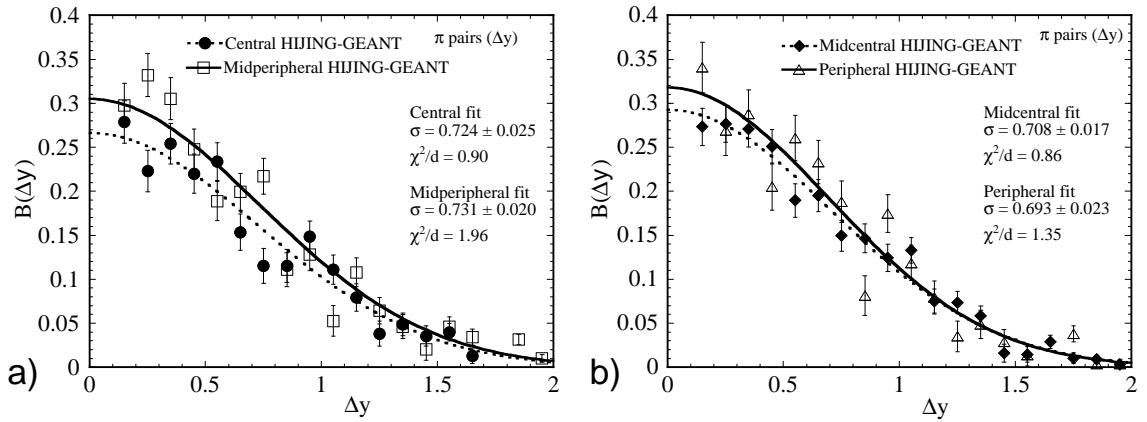 0.4
0.35
0.3
0.25
0.2
0.15
0.1
0.05
0
B(Δy)
Central HIJING-GEANT
Midperipheral HIJING-GEANT
π pairs (Δy)
Central fit
σ = 0.724 ± 0.025
χ²/d = 0.90
Midperipheral fit
σ = 0.731 ± 0.020
χ²/d = 1.96
0 0.5 1 1.5 2
Δy
a)
0.4
0.35
0.3
0.25
0.2
0.15
0.1
0.05
0
B(Δy)
Midcentral HIJING-GEANT
Peripheral HIJING-GEANT
π pairs (Δy)
Midcentral fit
σ = 0.708 ± 0.017
χ²/d = 0.86
Peripheral fit
σ = 0.693 ± 0.023
χ²/d = 1.35
0 0.5 1 1.5 2
Δy
b)